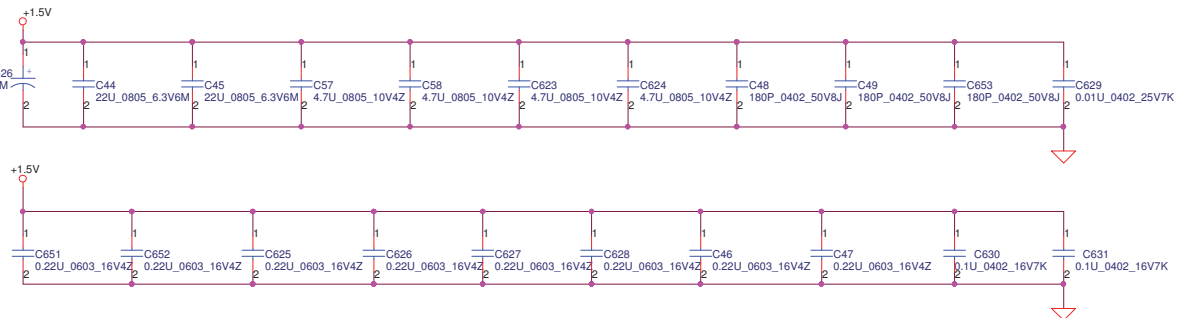 +1.5V
1 1 1 1 1 1 1 1 1 1
26 + C44 C45 C57 C58 C623 C624 C48 C49 C653 C629
M 22U_0805_6.3V6M 22U_0805_6.3V6M 4.7U_0805_10V4Z 4.7U_0805_10V4Z 4.7U_0805_10V4Z 4.7U_0805_10V4Z 180P_0402_50V8J 180P_0402_50V8J 180P_0402_50V8J 0.01U_0402_25V7K
2 2 2 2 2 2 2 2 2 2 2
+1.5V
1 1 1 1 1 1 1 1 1 1
C651 C652 C625 C626 C627 C628 C46 C47 C630 C631
0.22U_0603_16V4Z 0.22U_0603_16V4Z 0.22U_0603_16V4Z 0.22U_0603_16V4Z 0.22U_0603_16V4Z 0.22U_0603_16V4Z 0.22U_0603_16V4Z 0.22U_0603_16V4Z 0.1U_0402_16V7K 0.1U_0402_16V7K
2 2 2 2 2 2 2 2 2 2